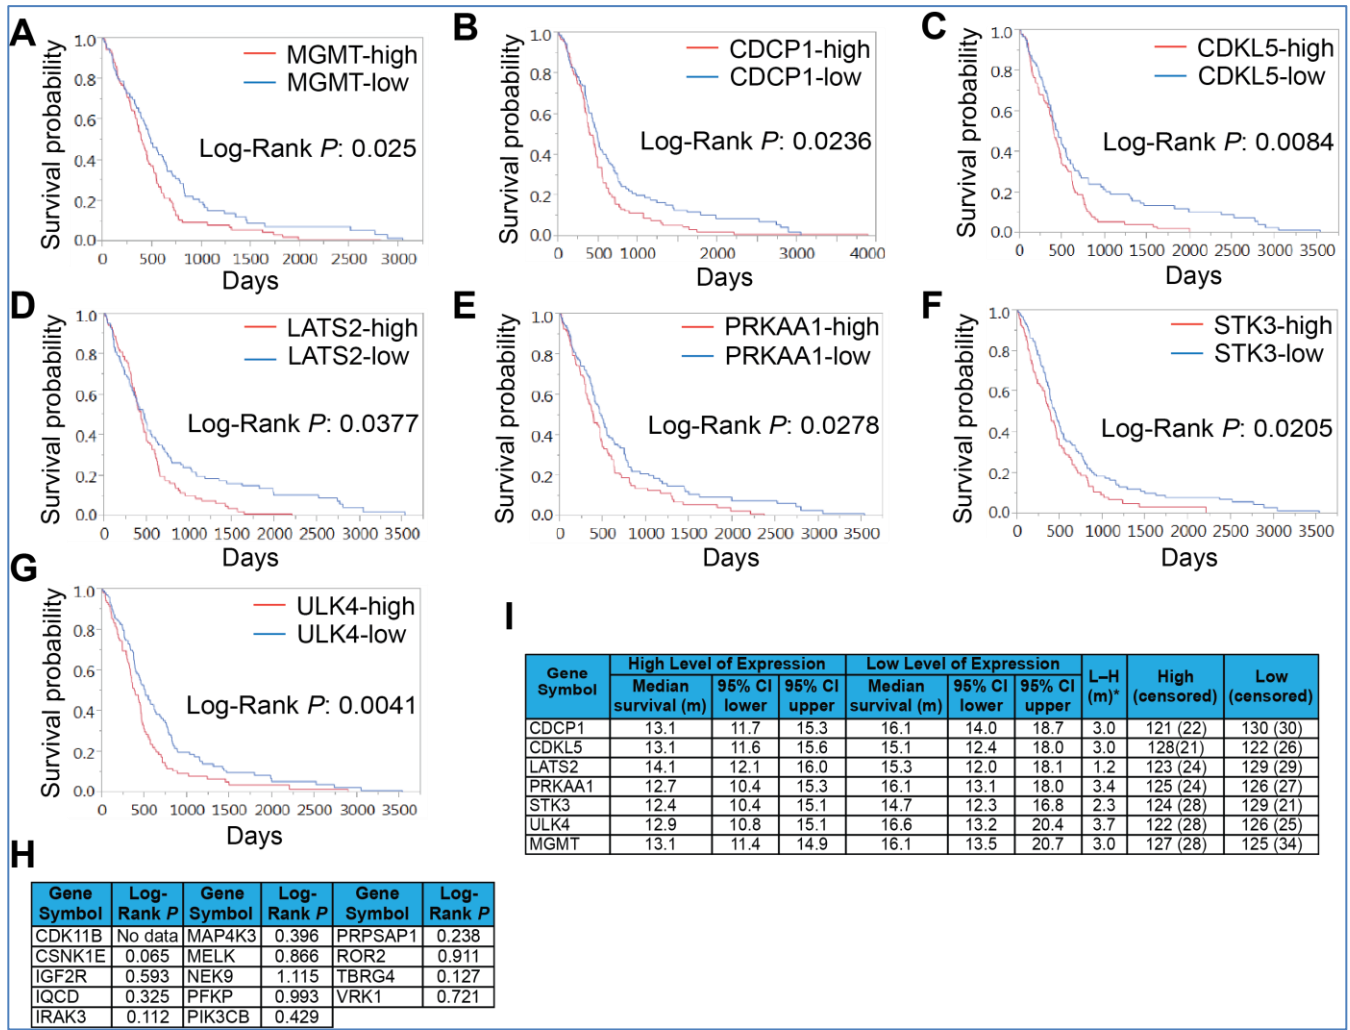 A
MGMT-high
MGMT-low
Log-Rank P: 0.025
Survival probability
1.0
0.8
0.6
0.4
0.2
0.0
0 500 1000 1500 2000 2500 3000
Days
B
CDCP1-high
CDCP1-low
Log-Rank P: 0.0236
Survival probability
1.0
0.8
0.6
0.4
0.2
0.0
0 500 1000 2000 3000 4000
Days
C
CDKL5-high
CDKL5-low
Log-Rank P: 0.0084
Survival probability
1.0
0.8
0.6
0.4
0.2
0.0
0 500 1000 1500 2000 2500 3000 3500
Days
D
LATS2-high
LATS2-low
Log-Rank P: 0.0377
Survival probability
1.0
0.8
0.6
0.4
0.2
0.0
0 500 1000 1500 2000 2500 3000 3500
Days
E
PRKAA1-high
PRKAA1-low
Log-Rank P: 0.0278
Survival probability
1.0
0.8
0.6
0.4
0.2
0.0
0 500 1000 1500 2000 2500 3000 3500
Days
F
STK3-high
STK3-low
Log-Rank P: 0.0205
Survival probability
1.0
0.8
0.6
0.4
0.2
0.0
0 500 1000 1500 2000 2500 3000 3500
Days
G
ULK4-high
ULK4-low
Log-Rank P: 0.0041
Survival probability
1.0
0.8
0.6
0.4
0.2
0.0
0 500 1000 1500 2000 2500 3000 3500
Days
H
Gene Symbol Log-Rank P Gene Symbol Log-Rank P Gene Symbol Log-Rank P
CDK11B No data MAP4K3 0.396 PRPSAP1 0.238
CSNK1E 0.065 MELK 0.866 ROR2 0.911
IGF2R 0.593 NEK9 1.115 TBRG4 0.127
IQCD 0.325 PFKP 0.993 VRK1 0.721
IRAK3 0.112 PIK3CB 0.429
I
Gene Symbol High Level of Expression Low Level of Expression L–H (m)* High (censored) Low (censored)
Median survival (m) 95% CI lower 95% CI upper Median survival (m) 95% CI lower 95% CI upper
CDCP1 13.1 11.7 15.3 16.1 14.0 18.7 3.0 121 (22) 130 (30)
CDKL5 13.1 11.6 15.6 15.1 12.4 18.0 3.0 128(21) 122 (26)
LATS2 14.1 12.1 16.0 15.3 12.0 18.1 1.2 123 (24) 129 (29)
PRKAA1 12.7 10.4 15.3 16.1 13.1 18.0 3.4 125 (24) 126 (27)
STK3 12.4 10.4 15.1 14.7 12.3 16.8 2.3 124 (28) 129 (21)
ULK4 12.9 10.8 15.1 16.6 13.2 20.4 3.7 122 (28) 126 (25)
MGMT 13.1 11.4 14.9 16.1 13.5 20.7 3.0 127 (28) 125 (34)